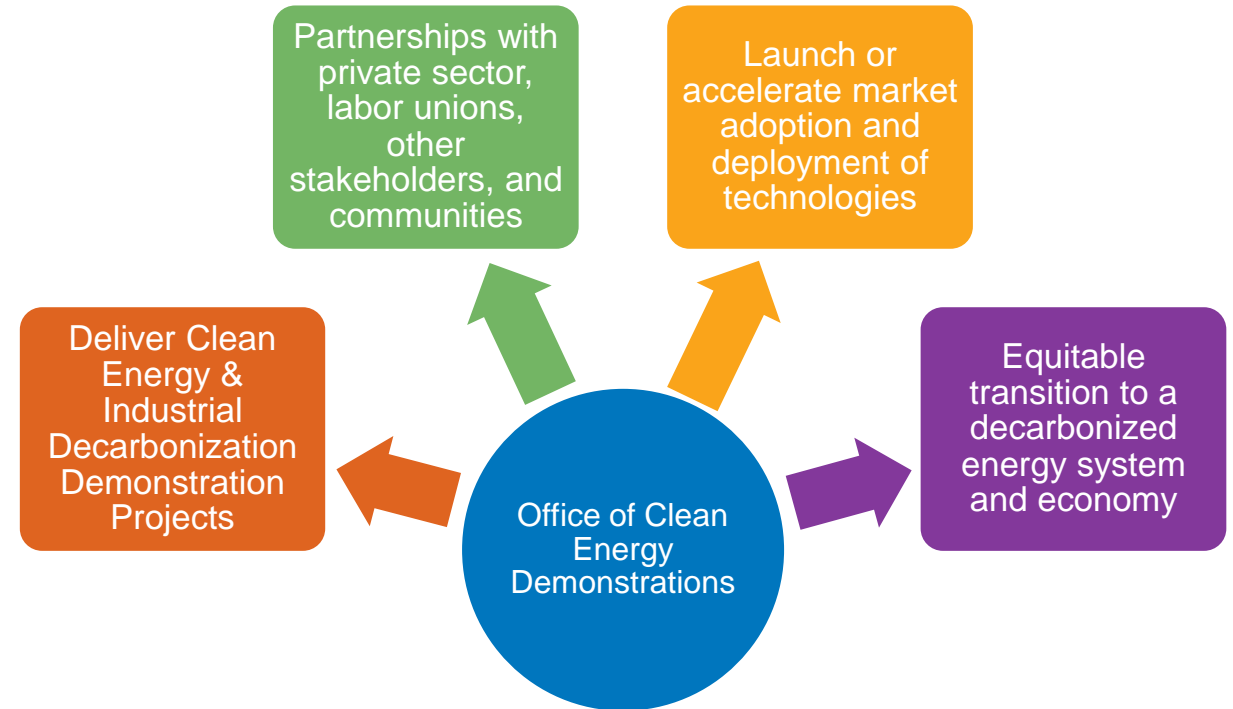 Partnerships with
private sector,
labor unions,
other
stakeholders, and
communities
Launch or
accelerate market
adoption and
deployment of
technologies
Deliver Clean
Energy &
Industrial
Decarbonization
Demonstration
Projects
Equitable
transition to a
decarbonized
energy system
and economy
Office of Clean
Energy
Demonstrations